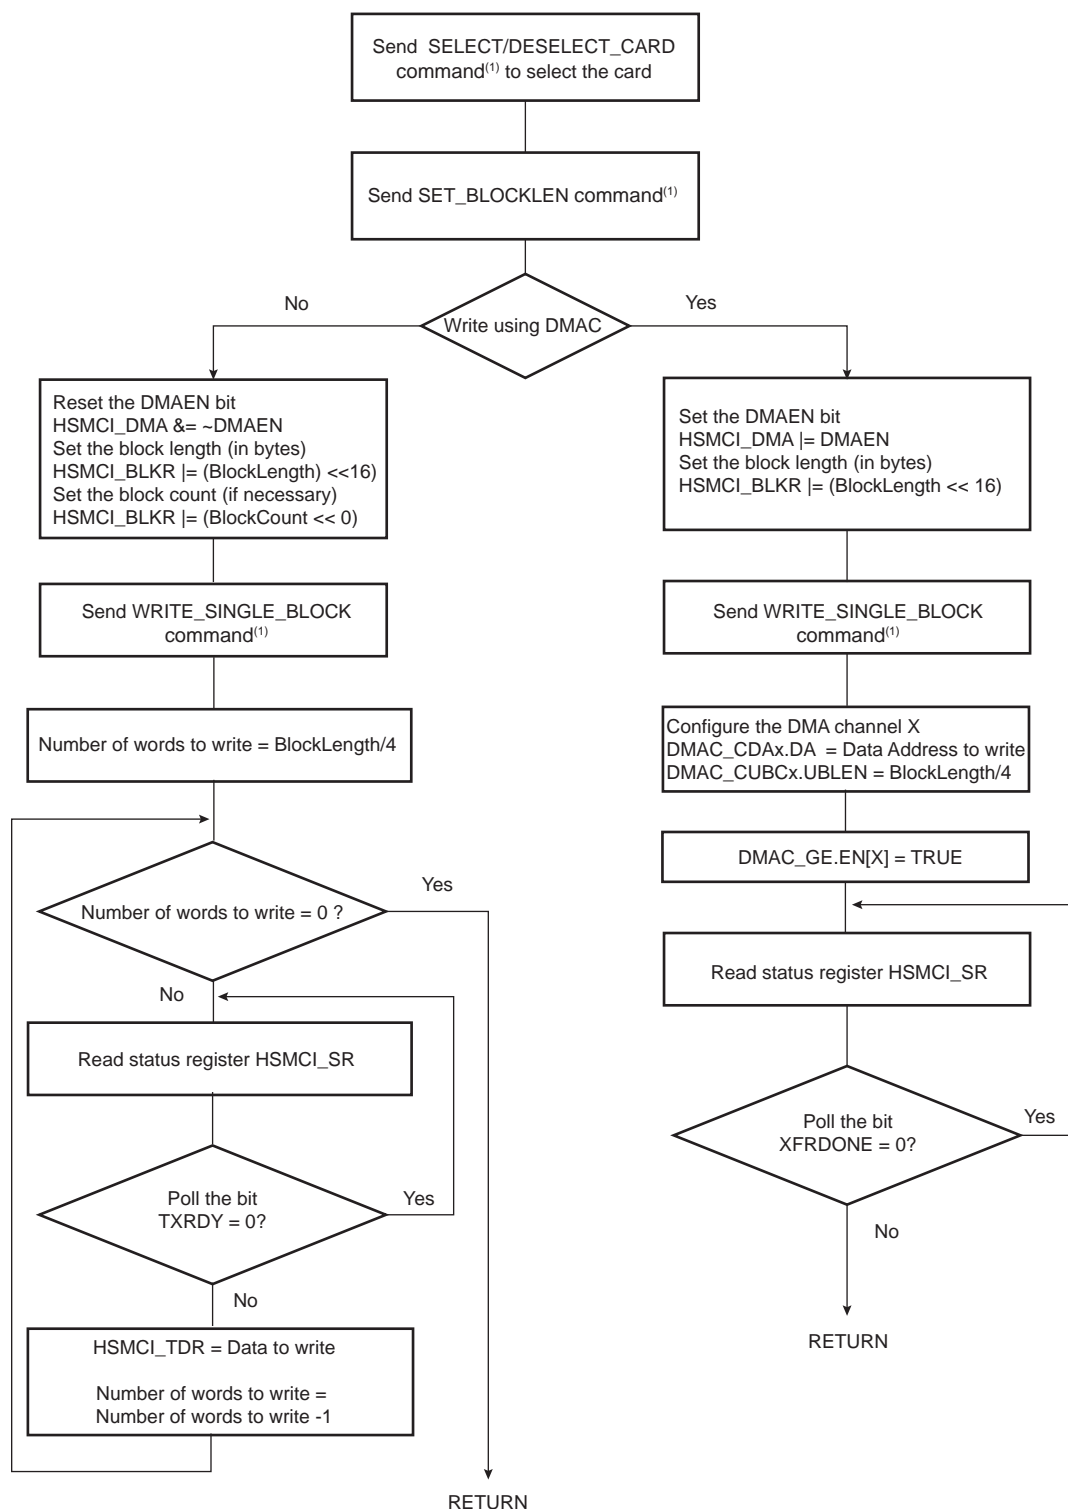 Send SELECT/DESELECT_CARD
command(1) to select the card
Send SET_BLOCKLEN command(1)
Write using DMAC
No
Yes
Reset the DMAEN bit
HSMCI_DMA &= ~DMAEN
Set the block length (in bytes)
HSMCI_BLKR |= (BlockLength) <<16)
Set the block count (if necessary)
HSMCI_BLKR |= (BlockCount << 0)
Send WRITE_SINGLE_BLOCK
command(1)
Number of words to write = BlockLength/4
Number of words to write = 0 ?
Yes
No
Read status register HSMCI_SR
Poll the bit
TXRDY = 0?
Yes
No
HSMCI_TDR = Data to write
Number of words to write =
Number of words to write -1
RETURN
Set the DMAEN bit
HSMCI_DMA |= DMAEN
Set the block length (in bytes)
HSMCI_BLKR |= (BlockLength << 16)
Send WRITE_SINGLE_BLOCK
command(1)
Configure the DMA channel X
DMAC_CDAx.DA = Data Address to write
DMAC_CUBCx.UBLEN = BlockLength/4
DMAC_GE.EN[X] = TRUE
Read status register HSMCI_SR
Poll the bit
XFRDONE = 0?
Yes
No
RETURN